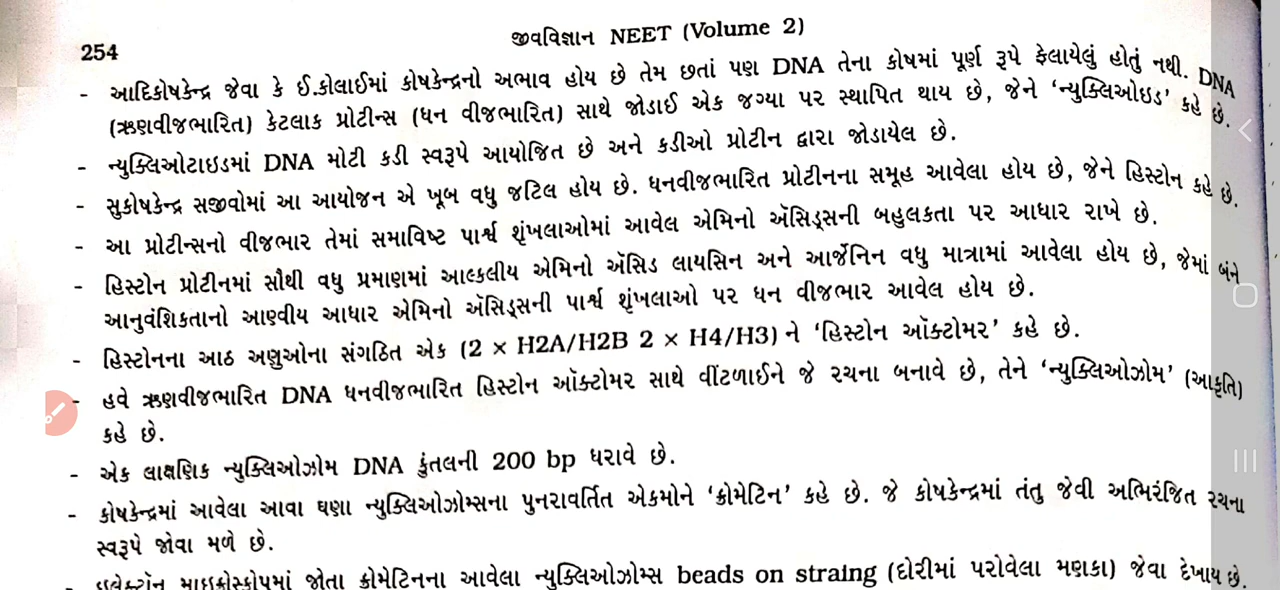 254
જીવવિજ્ઞાન NEET (Volume 2)
- આદિકોષકેન્દ્ર જેવા કે ઈ.કોલાઈમાં કોષકેન્દ્રનો અભાવ હોય છે તેમ છતાં પણ DNA તેના કોષમાં પૂર્ણ રૂપે ફેલાયેલું હોતું નથી. DNA
(ઋણવીજભારિત) કેટલાક પ્રોટીન્સ (ધન વીજભારિત) સાથે જોડાઈ એક જગ્યા પર સ્થાપિત થાય છે, જેને ‘ન્યુક્લિઓઇડ’ કહે છે.
- ન્યુક્લિઓટાઇડમાં DNA મોટી કડી સ્વરૂપે આયોજિત છે અને કડીઓ પ્રોટીન દ્વારા જોડાયેલ છે.
- સુકોષકેન્દ્ર સજીવોમાં આ આયોજન એ ખૂબ વધુ જટિલ હોય છે. ધનવીજભારિત પ્રોટીનના સમૂહ આવેલા હોય છે, જેને હિસ્ટોન કહે છે.
- આ પ્રોટીન્સનો વીજભાર તેમાં સમાવિષ્ટ પાર્શ્વ શૃંખલાઓમાં આવેલ એમિનો ઍસિડ્સની બહુલકતા પર આધાર રાખે છે.
- હિસ્ટોન પ્રોટીનમાં સૌથી વધુ પ્રમાણમાં આલ્કલીય એમિનો ઍસિડ લાયસિન અને આર્જેનિન વધુ માત્રામાં આવેલા હોય છે, જેમાં બંને
આનુવંશિકતાનો આણ્વીય આધાર એમિનો ઍસિડ્સની પાર્શ્વ શૃંખલાઓ પર ધન વીજભાર આવેલ હોય છે.
- હિસ્ટોનના આઠ અણુઓના સંગઠિત એક (2 × H2A/H2B 2 × H4/H3) ને ‘હિસ્ટોન ઑક્ટોમર’ કહે છે.
- હવે ઋણવીજભારિત DNA ધનવીજભારિત હિસ્ટોન ઑક્ટોમર સાથે વીંટળાઈને જે રચના બનાવે છે, તેને ‘ન્યુક્લિઓઝોમ’ (આકૃતિ)
કહે છે.
- એક લાક્ષણિક ન્યુક્લિઓઝોમ DNA કુંતલની 200 bp ધરાવે છે.
- કોષકેન્દ્રમાં આવેલા આવા ઘણા ન્યુક્લિઓઝોમ્સના પુનરાવર્તિત એકમોને ‘ક્રોમેટિન’ કહે છે. જે કોષકેન્દ્રમાં તંતુ જેવી અભિરંજિત રચના
સ્વરૂપે જોવા મળે છે.
- ઇલેક્ટ્રૉન માઇક્રોસ્કોપમાં જોતા ક્રોમેટિનના આવેલા ન્યુક્લિઓઝોમ્સ beads on straing (દોરીમાં પરોવેલા મણકા) જેવા દેખાય છે.